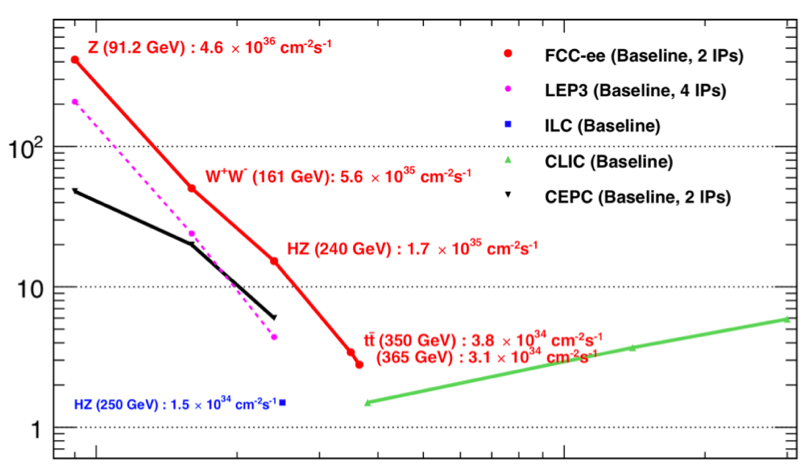 Z (91.2 GeV) : 4.6 × 10³⁶ cm⁻²s⁻¹
FCC-ee (Baseline, 2 IPs)
LEP3 (Baseline, 4 IPs)
ILC (Baseline)
CLIC (Baseline)
CEPC (Baseline, 2 IPs)
10²
W⁺W⁻ (161 GeV): 5.6 × 10³⁵ cm⁻²s⁻¹
HZ (240 GeV) : 1.7 × 10³⁵ cm⁻²s⁻¹
10
tt̄ (350 GeV) : 3.8 × 10³⁴ cm⁻²s⁻¹
(365 GeV) : 3.1 × 10³⁴ cm⁻²s⁻¹
HZ (250 GeV) : 1.5 × 10³⁴ cm⁻²s⁻¹
1